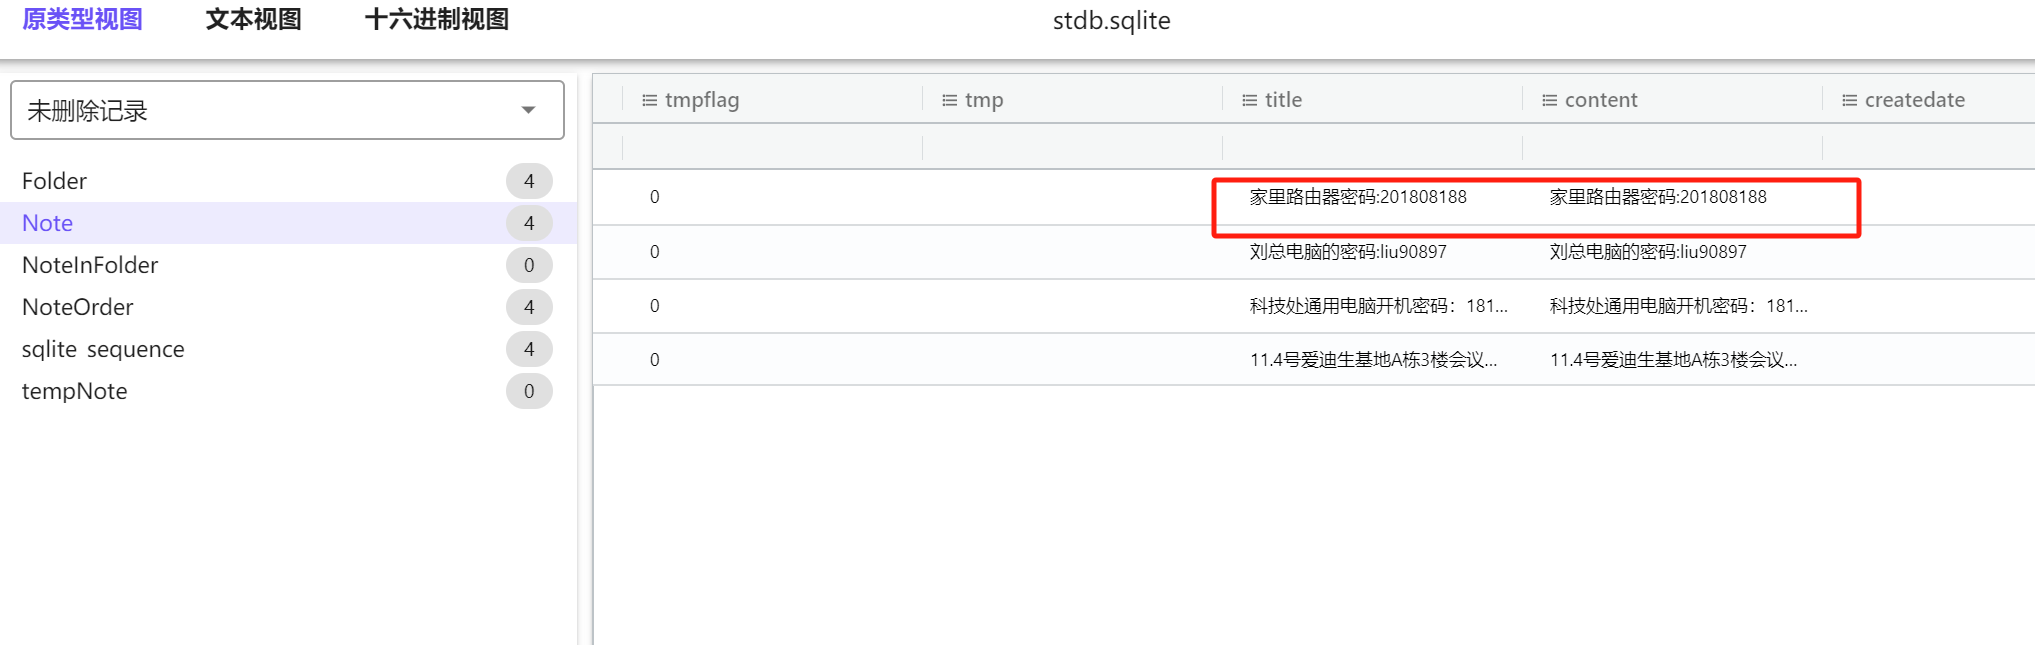 原类型视图 文本视图 十六进制视图 stdb.sqlite
未删除记录
Folder 4
Note 4
NoteInFolder 0
NoteOrder 4
sqlite sequence 4
tempNote 0
tmpflag tmp title content createdate
0 家里路由器密码:201808188 家里路由器密码:201808188
0 刘总电脑的密码:liu90897 刘总电脑的密码:liu90897
0 科技处通用电脑开机密码：181... 科技处通用电脑开机密码：181...
0 11.4号爱迪生基地A栋3楼会议... 11.4号爱迪生基地A栋3楼会议...